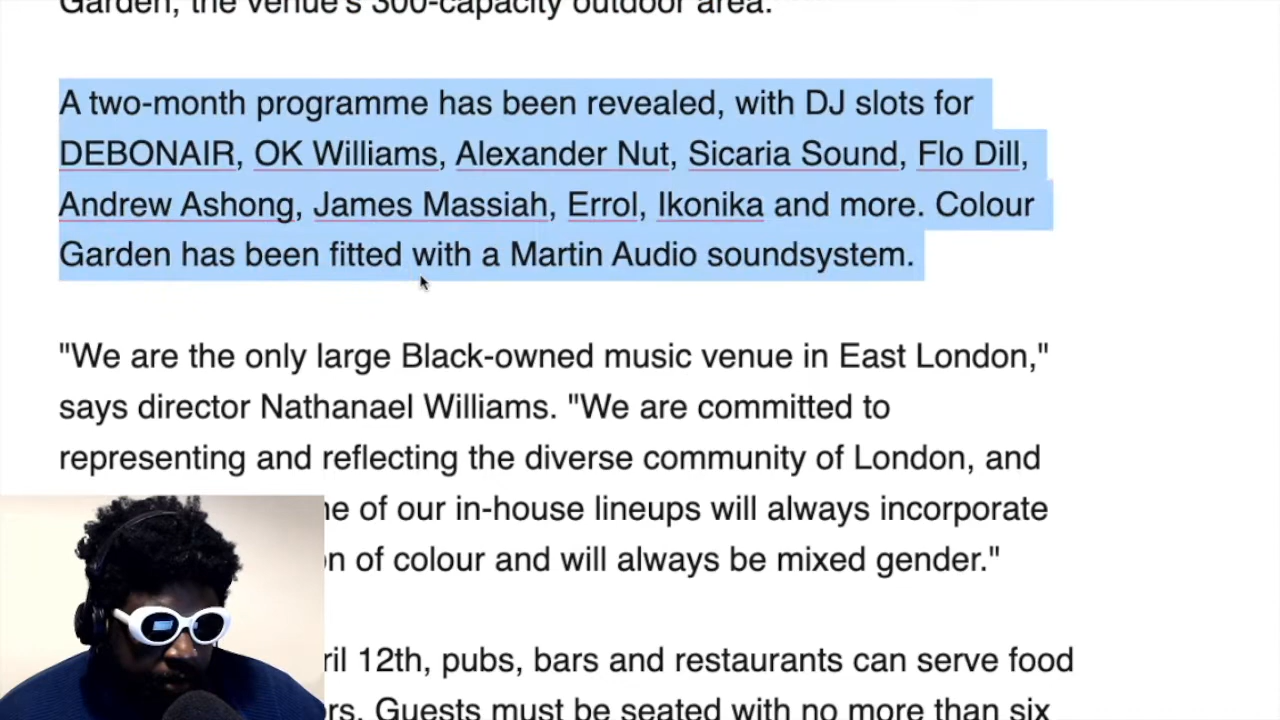 Garden, the venue's 300-capacity outdoor area.
A two-month programme has been revealed, with DJ slots for
DEBONAIR, OK Williams, Alexander Nut, Sicaria Sound, Flo Dill,
Andrew Ashong, James Massiah, Errol, Ikonika and more. Colour
Garden has been fitted with a Martin Audio soundsystem.
"We are the only large Black-owned music venue in East London,"
says director Nathanael Williams. "We are committed to
representing and reflecting the diverse community of London, and
of our in-house lineups will always incorporate
of colour and will always be mixed gender."
12th, pubs, bars and restaurants can serve food
Guests must be seated with no more than six